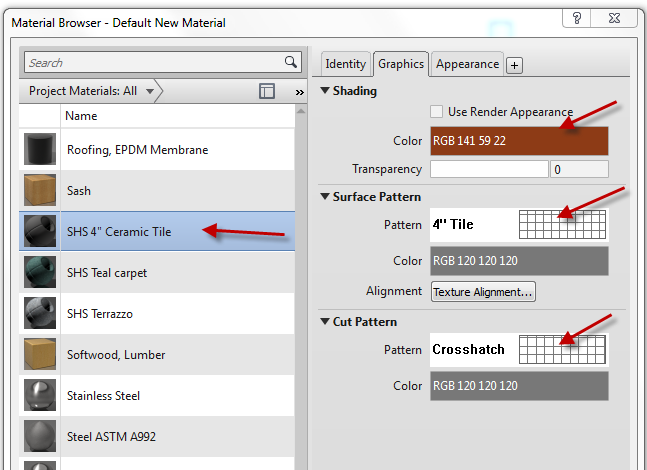 Material Browser - Default New Material
?
Search
Project Materials: All
»
Name
Roofing, EPDM Membrane
Sash
SHS 4" Ceramic Tile
SHS Teal carpet
SHS Terrazzo
Softwood, Lumber
Stainless Steel
Steel ASTM A992
Identity
Graphics
Appearance
+
Shading
Use Render Appearance
Color
RGB 141 59 22
Transparency
0
Surface Pattern
Pattern
4" Tile
Color
RGB 120 120 120
Alignment
Texture Alignment...
Cut Pattern
Pattern
Crosshatch
Color
RGB 120 120 120